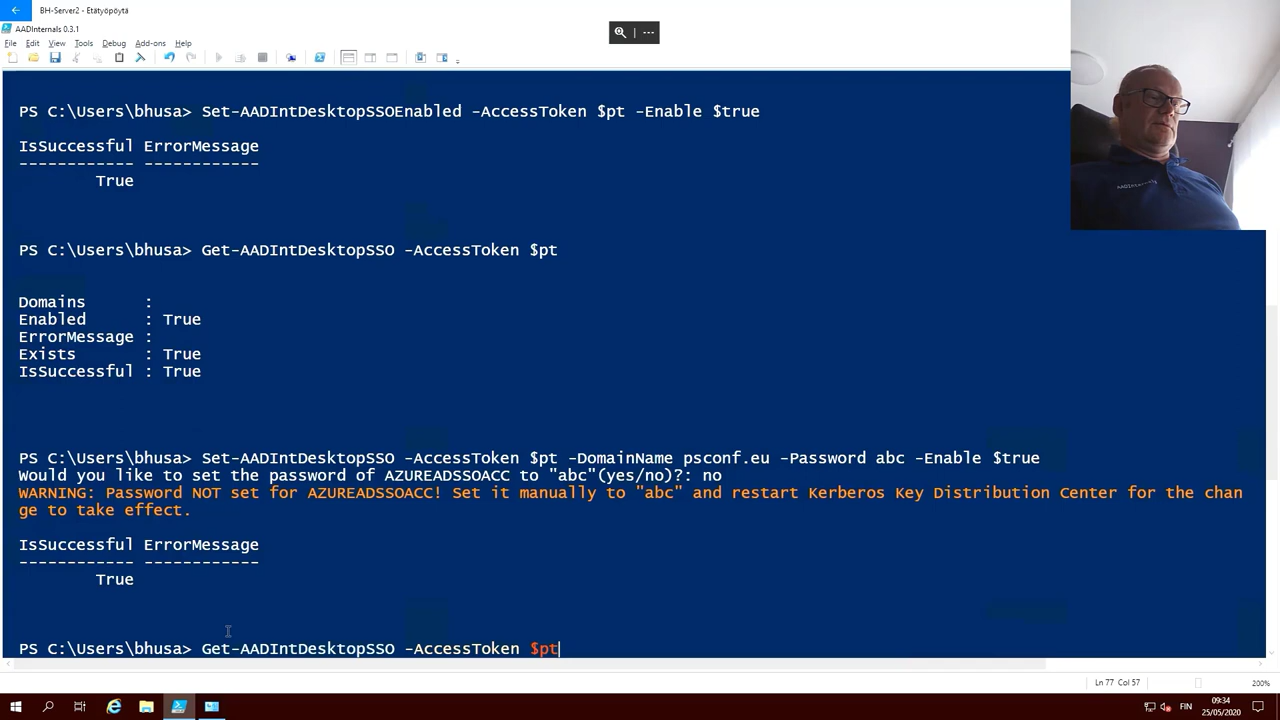 BH-Server2 - Etätyöpöytä
AADInternals 0.3.1
File Edit View Tools Debug Add-ons Help
PS C:\Users\bhusa> Set-AADIntDesktopSSOEnabled -AccessToken $pt -Enable $true
IsSuccessful ErrorMessage
------------ ------------
True
PS C:\Users\bhusa> Get-AADIntDesktopSSO -AccessToken $pt
Domains :
Enabled : True
ErrorMessage :
Exists : True
IsSuccessful : True
PS C:\Users\bhusa> Set-AADIntDesktopSSO -AccessToken $pt -DomainName psconf.eu -Password abc -Enable $true
Would you like to set the password of AZUREADSSOACC to "abc"(yes/no)?: no
WARNING: Password NOT set for AZUREADSSOACC! Set it manually to "abc" and restart Kerberos Key Distribution Center for the chan
ge to take effect.
IsSuccessful ErrorMessage
------------ ------------
True
PS C:\Users\bhusa> Get-AADIntDesktopSSO -AccessToken $pt
Ln 77 Col 57
200%
FIN
09:34
25/05/2020
AADInternals